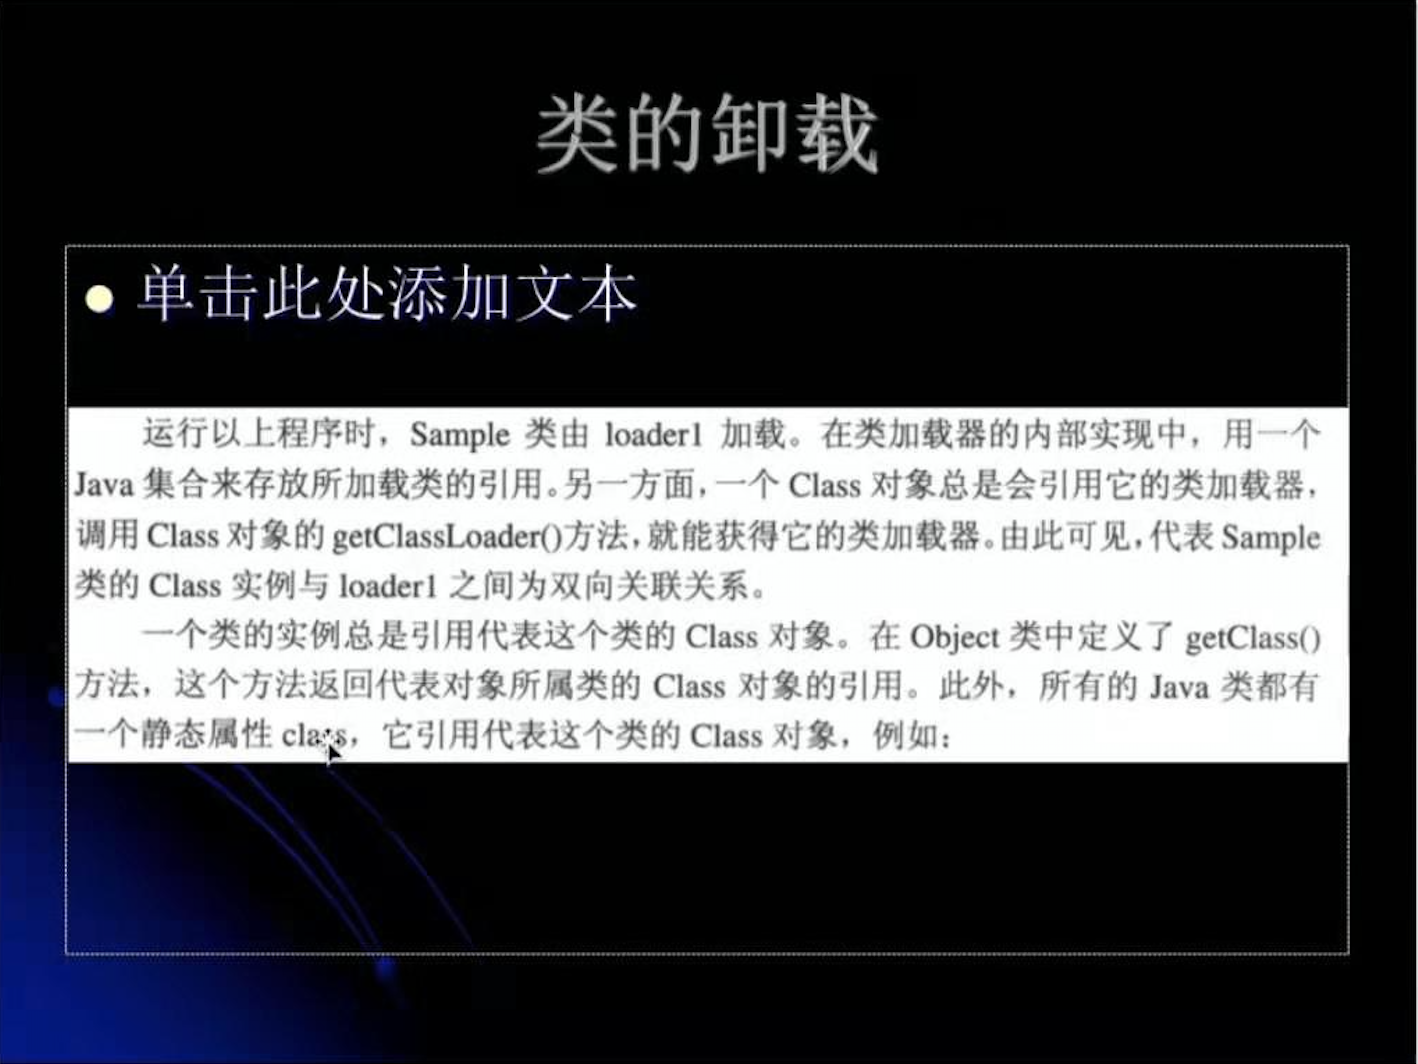 类的卸载
单击此处添加文本
运行以上程序时，Sample 类由 loader1 加载。在类加载器的内部实现中，用一个
Java 集合来存放所加载类的引用。另一方面，一个 Class 对象总是会引用它的类加载器，
调用 Class 对象的 getClassLoader()方法，就能获得它的类加载器。由此可见，代表 Sample
类的 Class 实例与 loader1 之间为双向关联关系。
一个类的实例总是引用代表这个类的 Class 对象。在 Object 类中定义了 getClass()
方法，这个方法返回代表对象所属类的 Class 对象的引用。此外，所有的 Java 类都有
一个静态属性 class，它引用代表这个类的 Class 对象，例如：